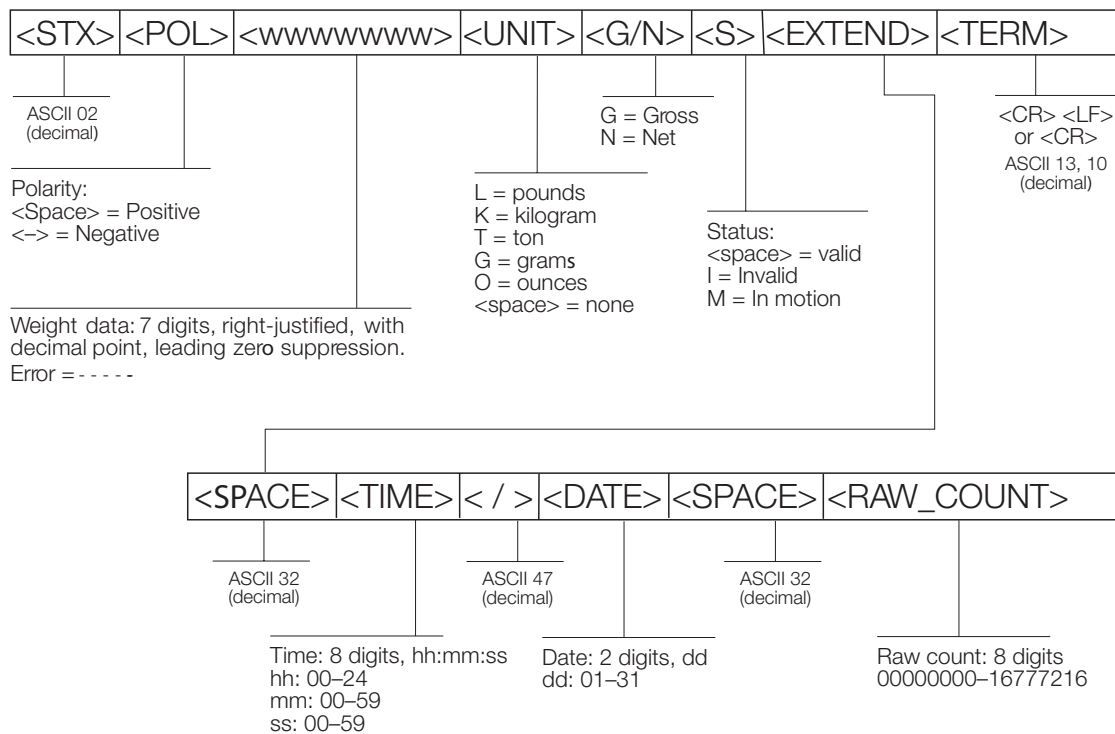 <STX> <POL> <wwwwwww> <UNIT> <G/N> <S> <EXTEND> <TERM>
ASCII 02
(decimal)
Polarity:
<Space> = Positive
<–> = Negative
Weight data: 7 digits, right-justified, with
decimal point, leading zero suppression.
Error = - - - - -
L = pounds
K = kilogram
T = ton
G = grams
O = ounces
<space> = none
G = Gross
N = Net
Status:
<space> = valid
I = Invalid
M = In motion
<CR> <LF>
or <CR>
ASCII 13, 10
(decimal)
<SPACE> <TIME> < / > <DATE> <SPACE> <RAW_COUNT>
ASCII 32
(decimal)
Time: 8 digits, hh:mm:ss
hh: 00–24
mm: 00–59
ss: 00–59
ASCII 47
(decimal)
Date: 2 digits, dd
dd: 01–31
ASCII 32
(decimal)
Raw count: 8 digits
00000000–16777216